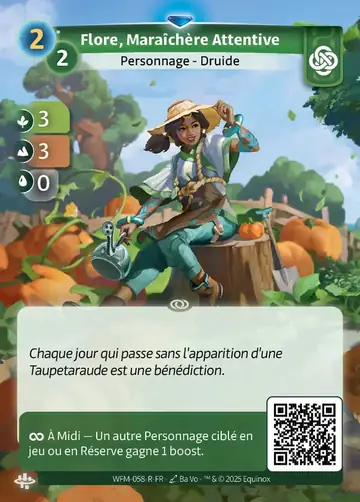 2
2
Flore, Maraîchère Attentive
Personnage - Druide
3
3
0
Chaque jour qui passe sans l'apparition d'une
Taupetaraude est une bénédiction.
∞ À Midi — Un autre Personnage ciblé en
jeu ou en Réserve gagne 1 boost.
WFM-058-R-FR - Ba Vo - ™ & © 2025 Equinox